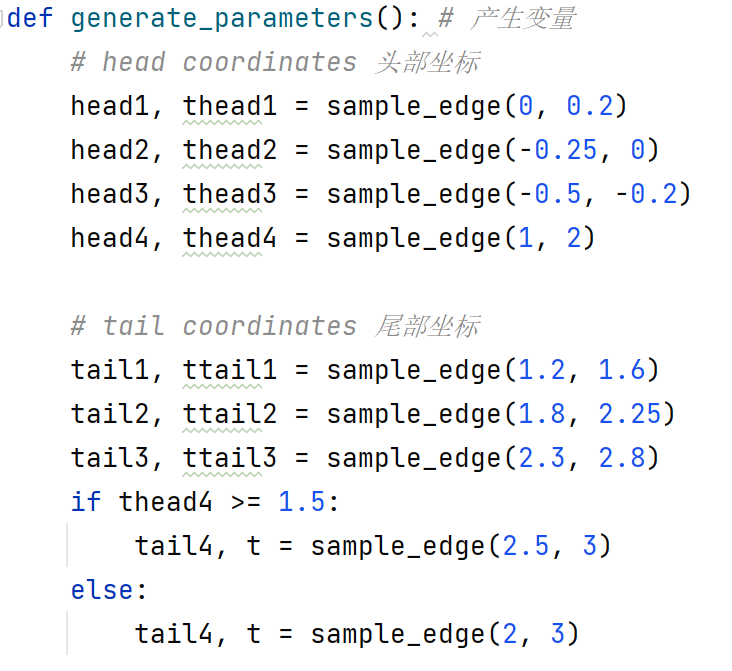 def generate_parameters(): # 产生变量
# head coordinates 头部坐标
head1, thead1 = sample_edge(0, 0.2)
head2, thead2 = sample_edge(-0.25, 0)
head3, thead3 = sample_edge(-0.5, -0.2)
head4, thead4 = sample_edge(1, 2)
# tail coordinates 尾部坐标
tail1, ttail1 = sample_edge(1.2, 1.6)
tail2, ttail2 = sample_edge(1.8, 2.25)
tail3, ttail3 = sample_edge(2.3, 2.8)
if thead4 >= 1.5:
tail4, t = sample_edge(2.5, 3)
else:
tail4, t = sample_edge(2, 3)